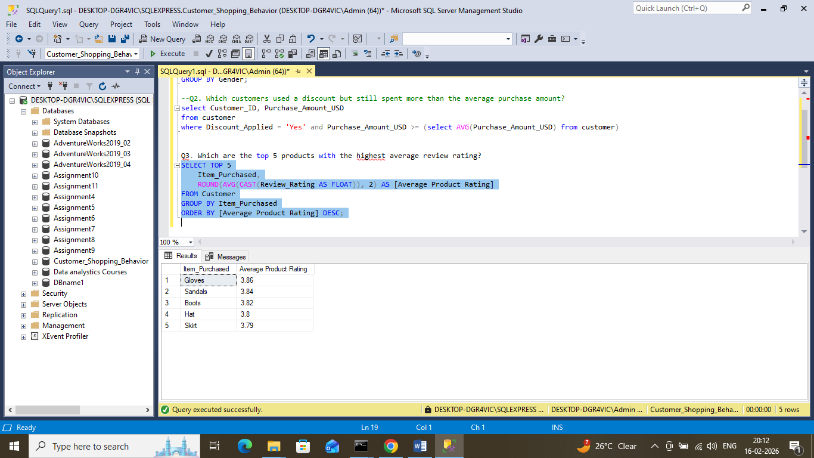 SQLQuery1.sql - DESKTOP-DGR4VIC\SQLEXPRESS.Customer_Shopping_Behavior (DESKTOP-DGR4VIC\Admin (64))* - Microsoft SQL Server Management Studio
Quick Launch (Ctrl+Q)
File Edit View Query Project Tools Window Help
New Query
Customer_Shopping_Behav
Execute
Object Explorer
SQLQuery1.sql - D...GR4VIC\Admin (64))*
Connect
DESKTOP-DGR4VIC\SQLEXPRESS (SQL
Databases
System Databases
Database Snapshots
AdventureWorks2019_02
AdventureWorks2019_03
AdventureWorks2019_04
Assignment10
Assignment11
Assignment4
Assignment5
Assignment6
Assignment7
Assignment8
Assignment9
Customer_Shopping_Behavior
Data analystics Courses
DBname1
Security
Server Objects
Replication
Management
XEvent Profiler
GROUP BY Gender;
--Q2. Which customers used a discount but still spent more than the average purchase amount?
select Customer_ID, Purchase_Amount_USD
from customer
where Discount_Applied = 'Yes' and Purchase_Amount_USD >= (select AVG(Purchase_Amount_USD) from customer)
Q3. Which are the top 5 products with the highest average review rating?
SELECT TOP 5
Item_Purchased,
ROUND(AVG(CAST(Review_Rating AS FLOAT)), 2) AS [Average Product Rating]
FROM Customer
GROUP BY Item_Purchased
ORDER BY [Average Product Rating] DESC;
100 %
Results Messages
Item_Purchased Average Product Rating
1 Gloves 3.86
2 Sandals 3.84
3 Boots 3.82
4 Hat 3.8
5 Skirt 3.79
Query executed successfully.
DESKTOP-DGR4VIC\SQLEXPRESS ... DESKTOP-DGR4VIC\Admin ... Customer_Shopping_Beha... 00:00:00 5 rows
Ready Ln 19 Col 1 Ch 1 INS
Type here to search
26°C Clear
ENG
20:12
16-02-2026